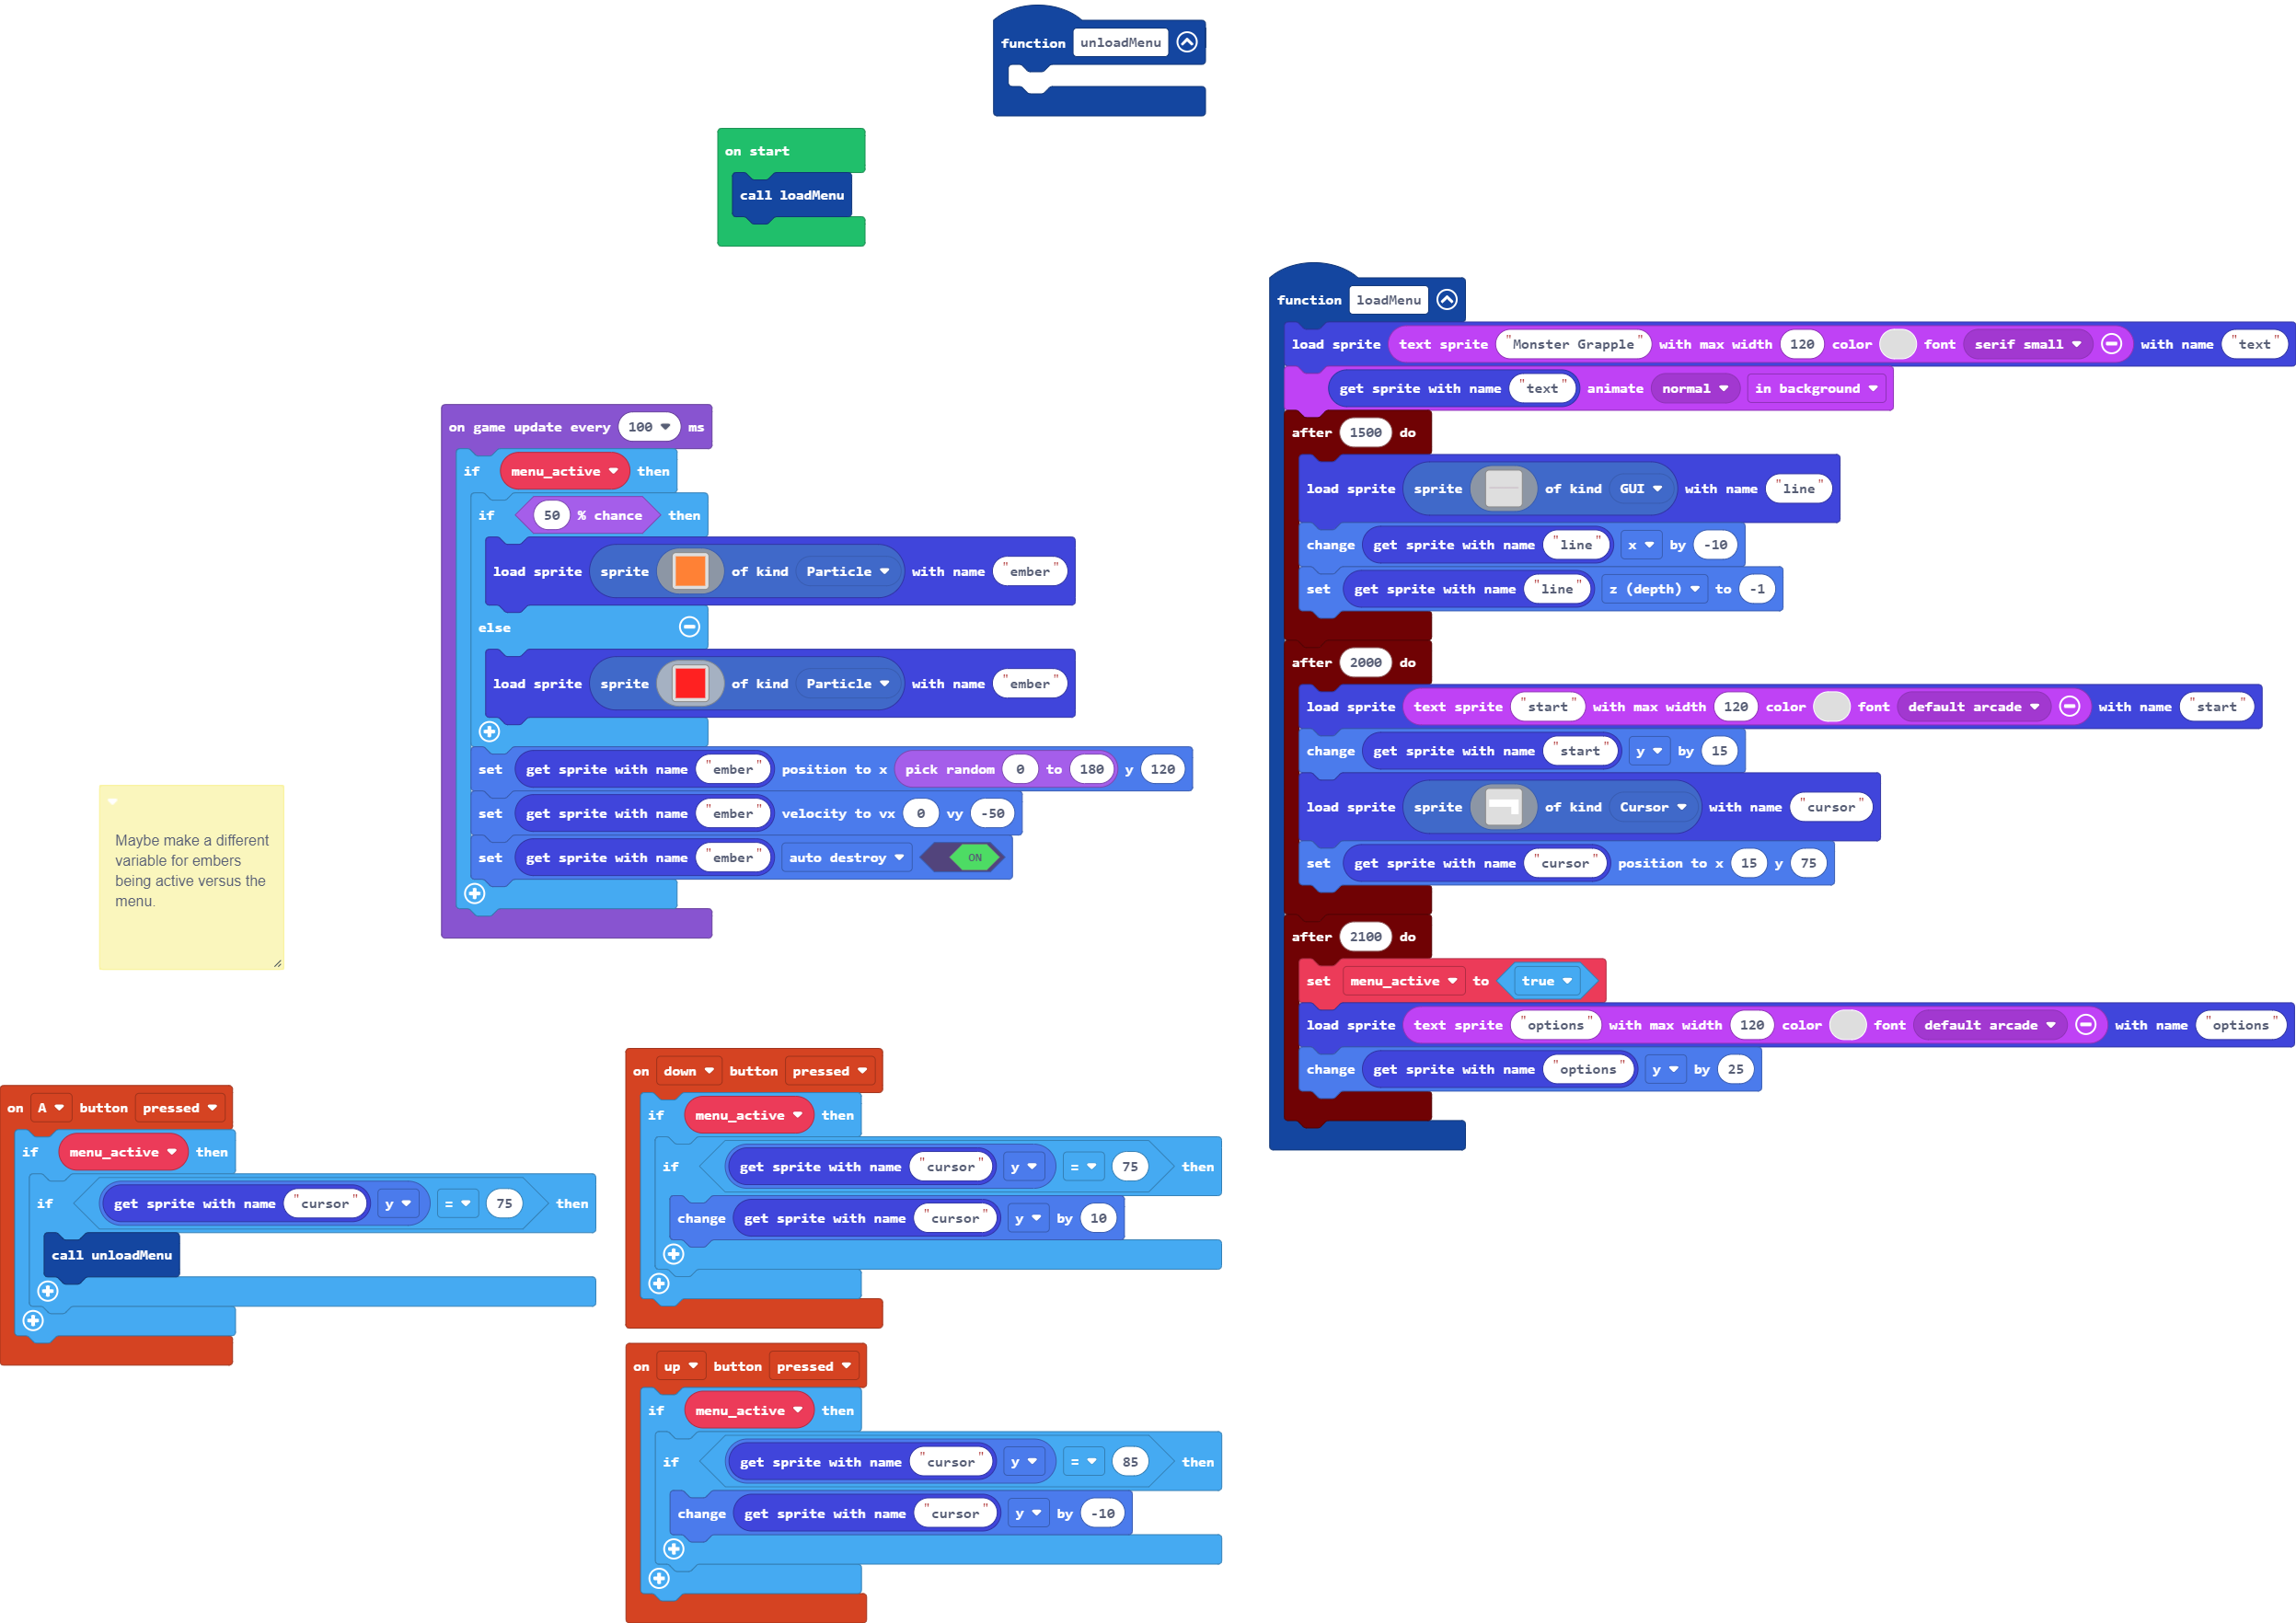 function unloadMenu
on start
call loadMenu
function loadMenu
load sprite text sprite "Monster Grapple" with max width 120 color font serif small with name "text"
get sprite with name "text" animate normal in background
after 1500 do
load sprite sprite of kind GUI with name "line"
change get sprite with name "line" x by -10
set get sprite with name "line" z (depth) to -1
after 2000 do
load sprite text sprite "start" with max width 120 color font default arcade with name "start"
change get sprite with name "start" y by 15
load sprite sprite of kind Cursor with name "cursor"
set get sprite with name "cursor" position to x 15 y 75
after 2100 do
set menu_active to true
load sprite text sprite "options" with max width 120 color font default arcade with name "options"
change get sprite with name "options" y by 25
on game update every 100 ms
if menu_active then
if 50 % chance then
load sprite sprite of kind Particle with name "ember"
else
load sprite sprite of kind Particle with name "ember"
set get sprite with name "ember" position to x pick random 0 to 180 y 120
set get sprite with name "ember" velocity to vx 0 vy -50
set get sprite with name "ember" auto destroy ON
Maybe make a different
variable for embers
being active versus the
menu.
on A button pressed
if menu_active then
if get sprite with name "cursor" y = 75 then
call unloadMenu
on down button pressed
if menu_active then
if get sprite with name "cursor" y = 75 then
change get sprite with name "cursor" y by 10
on up button pressed
if menu_active then
if get sprite with name "cursor" y = 85 then
change get sprite with name "cursor" y by -10